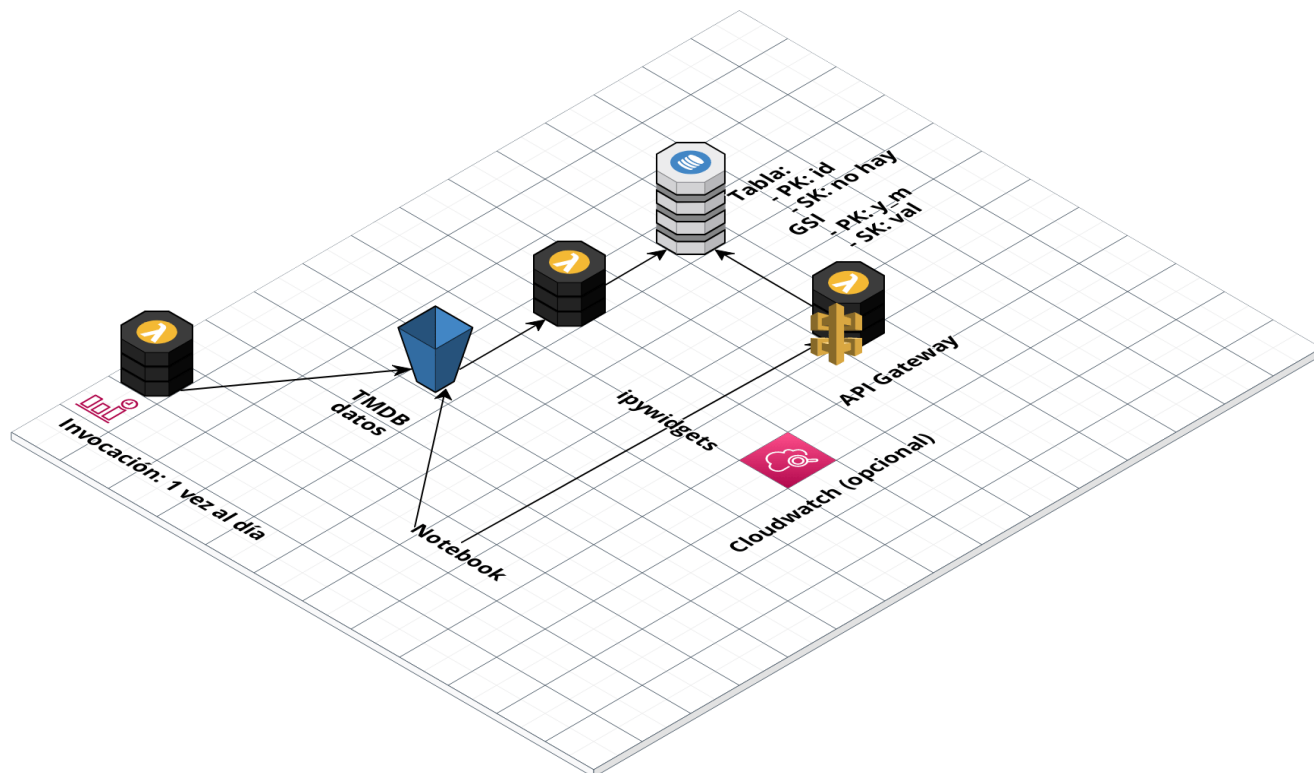 Tabla:
- PK: id
- SK: no hay
GSI
- PK: y_m
- SK: val
API Gateway
TMDB
datos
ipywidgets
Invocación: 1 vez al día
Cloudwatch (opcional)
Notebook